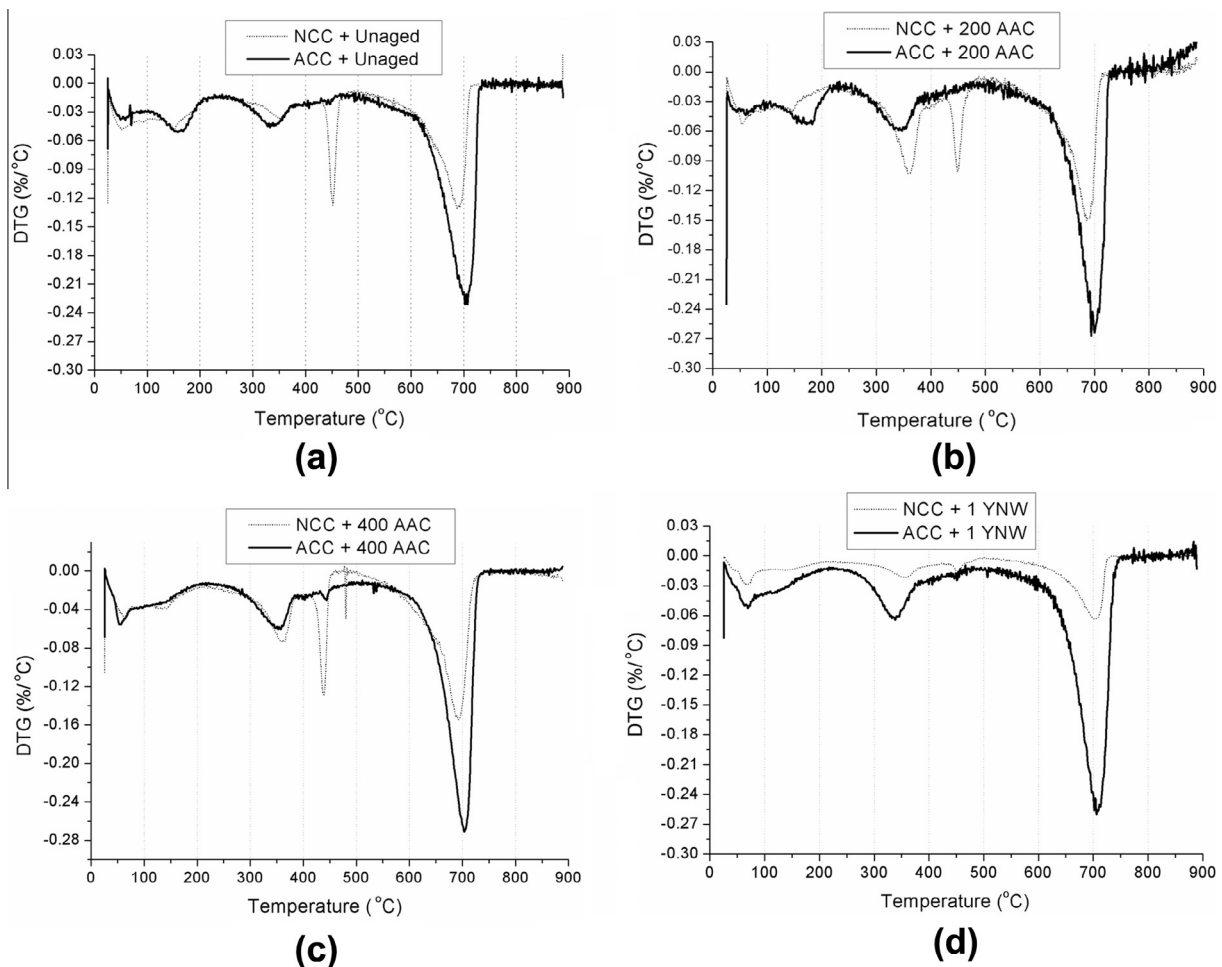 NCC + Unaged
ACC + Unaged
0.03
0.00
-0.03
-0.06
-0.09
-0.12
-0.15
-0.18
-0.21
-0.24
-0.27
-0.30
DTG (%/°C)
0 100 200 300 400 500 600 700 800 900
Temperature (°C)
(a)
NCC + 200 AAC
ACC + 200 AAC
0.03
0.00
-0.03
-0.06
-0.09
-0.12
-0.15
-0.18
-0.21
-0.24
-0.27
-0.30
DTG (%/°C)
0 100 200 300 400 500 600 700 800 900
Temperature (°C)
(b)
NCC + 400 AAC
ACC + 400 AAC
0.00
-0.04
-0.08
-0.12
-0.16
-0.20
-0.24
-0.28
DTG (%/°C)
0 100 200 300 400 500 600 700 800 900
Temperature (°C)
(c)
NCC + 1 YNW
ACC + 1 YNW
0.03
0.00
-0.03
-0.06
-0.09
-0.12
-0.15
-0.18
-0.21
-0.24
-0.27
-0.30
DTG (%/°C)
0 100 200 300 400 500 600 700 800 900
Temperature (°C)
(d)